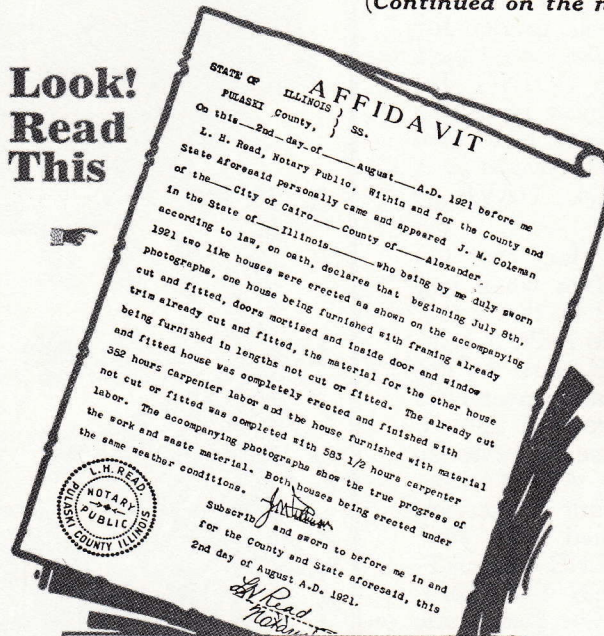 (Continued on the n
Look!
Read
This
AFFIDAVIT
STATE OF ILLINOIS }
PULASKI County, } SS.
On this 2nd day of August A.D. 1921 before me
L. H. Read, Notary Public, Within and for the County and
State Aforesaid personally came and appeared J. M. Coleman
of the City of Cairo County of Alexander
in the State of Illinois who being by me duly sworn
according to law, on oath, declares that beginning July 8th,
1921 two like houses were erected as shown on the accompanying
photographs, one house being furnished with framing already
cut and fitted, doors mortised and inside door and window
trim already cut and fitted, the material for the other house
being furnished in lengths not cut or fitted. The already cut
and fitted house was completely erected and finished with
352 hours carpenter labor and the house furnished with material
not cut or fitted was completed with 583 1/2 hours carpenter
labor. The accompanying photographs show the true progress of
the work and waste material. Both houses being erected under
the same weather conditions.
Subscrib and sworn to before me in and
for the County and State aforesaid, this
2nd day of August A.D. 1921.
L H Read
L.H. READ
NOTARY
PUBLIC
PULASKI COUNTY ILLINOIS